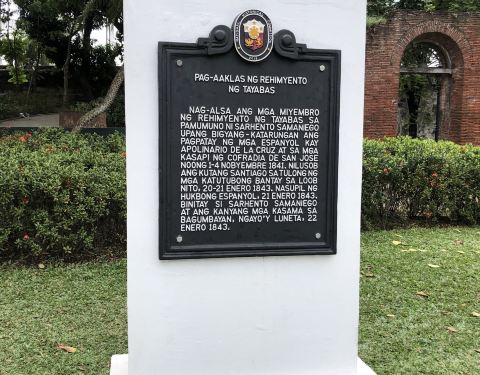 PAG-AAKLAS NG REHIMYENTO
NG TAYABAS
NAG-ALSA ANG MGA MIYEMBRO
NG REHIMYENTO NG TAYABAS SA
PAMUMUNO NI SARHENTO SAMANIEGO
UPANG BIGYANG-KATARUNGAN ANG
PAGPATAY NG MGA ESPANYOL KAY
APOLINARIO DE LA CRUZ AT SA MGA
KASAPI NG COFRADIA DE SAN JOSE
NOONG 1-4 NOBYEMBRE 1841. NILUSOB
ANG KUTANG SANTIAGO SA TULONG NG
MGA KATUTUBONG BANTAY SA LOOB
NITO, 20-21 ENERO 1843. NASUPIL NG
HUKBONG ESPANYOL, 21 ENERO 1843.
BINITAY SI SARHENTO SAMANIEGO
AT ANG KANYANG MGA KASAMA SA
BAGUMBAYAN, NGAYO'Y LUNETA, 22
ENERO 1843.